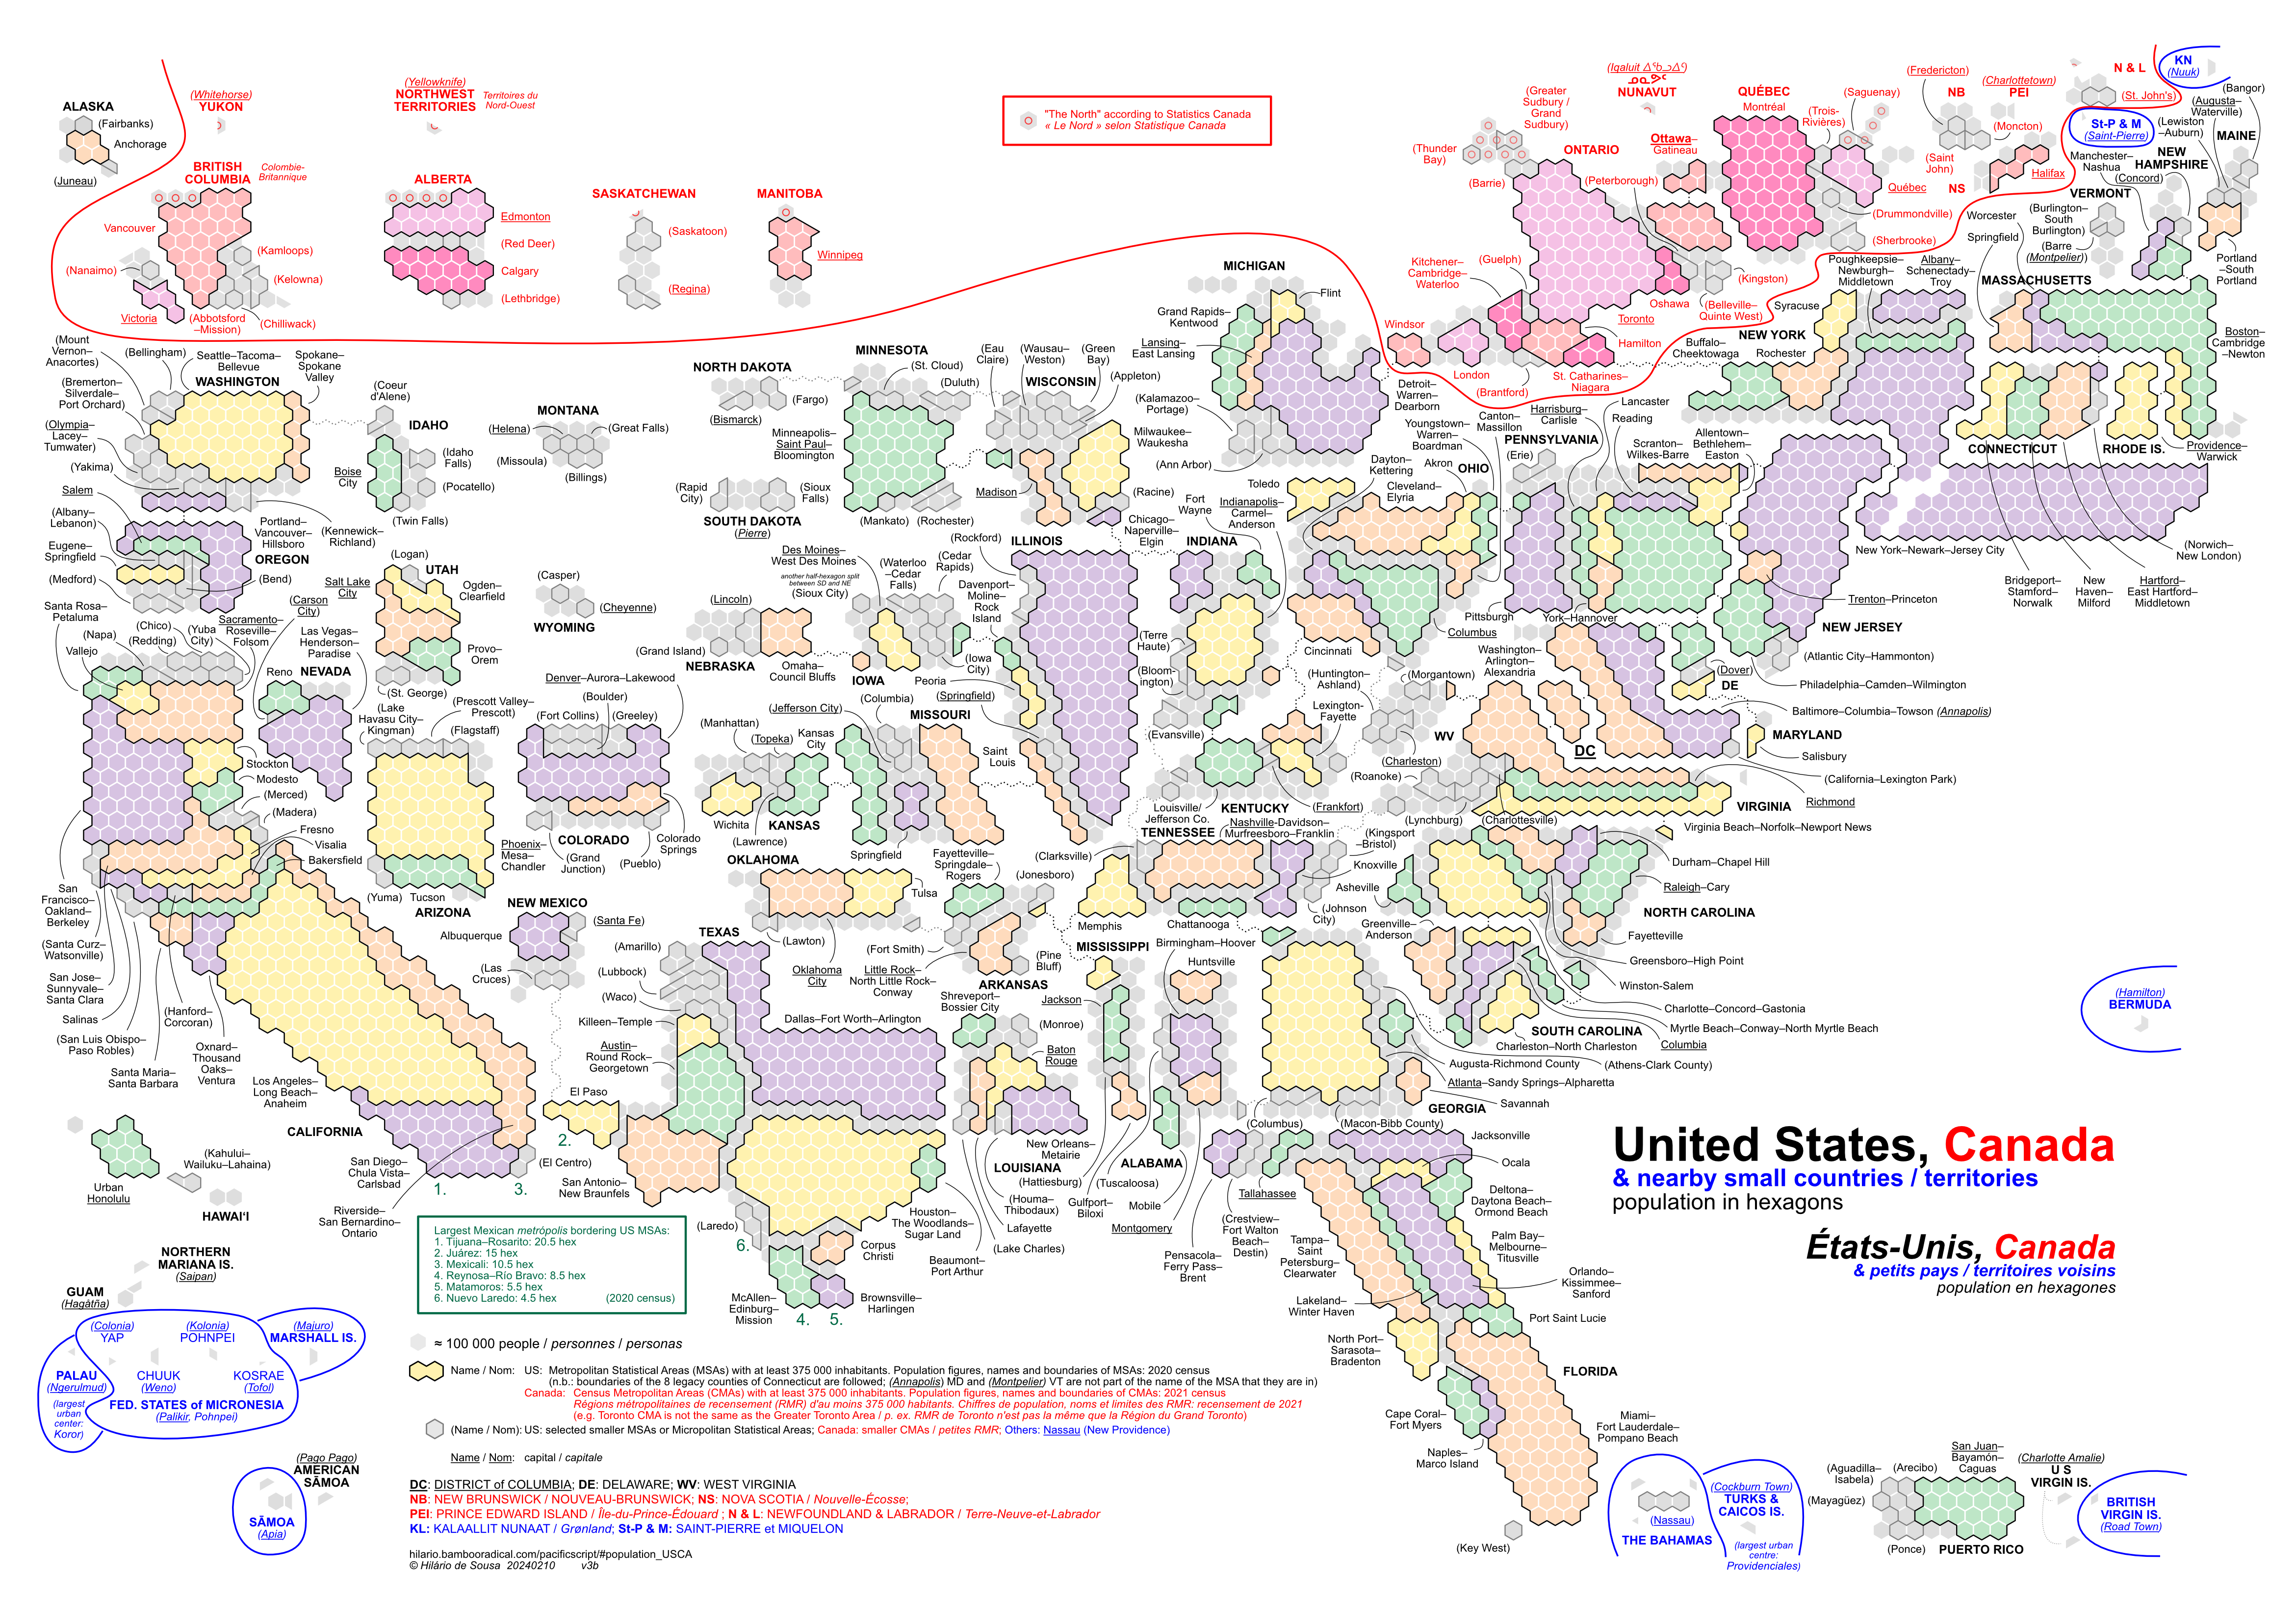 ALASKA
(Fairbanks)
Anchorage
(Juneau)
(Whitehorse)
YUKON
(Yellowknife)
NORTHWEST
TERRITORIES
Territoires du
Nord-Ouest
BRITISH
COLUMBIA
Colombie-
Britannique
Vancouver
(Nanaimo)
Victoria
(Abbotsford
–Mission)
(Kamloops)
(Kelowna)
(Chilliwack)
ALBERTA
Edmonton
(Red Deer)
Calgary
(Lethbridge)
SASKATCHEWAN
(Saskatoon)
(Regina)
MANITOBA
Winnipeg
"The North" according to Statistics Canada
« Le Nord » selon Statistique Canada
(Iqaluit ᐃᖃᓗᐃᑦ)
NUNAVUT
ᓄᓇᕗᑦ
(Greater
Sudbury /
Grand
Sudbury)
(Thunder
Bay)
ONTARIO
(Barrie)
Ottawa–
Gatineau
(Peterborough)
Kitchener–
Cambridge–
Waterloo
(Guelph)
Windsor
London
(Brantford)
St. Catharines–
Niagara
Hamilton
Toronto
Oshawa
(Belleville–
Quinte West)
(Kingston)
QUÉBEC
Montréal
(Trois-
Rivières)
(Saguenay)
Québec
(Drummondville)
(Sherbrooke)
(Fredericton)
NB
(Moncton)
(Saint
John)
(Charlottetown)
PEI
NS
Halifax
N & L
(St. John's)
KN
(Nuuk)
St-P & M
(Saint-Pierre)
(Bangor)
(Augusta–
Waterville)
(Lewiston
–Auburn)
MAINE
Portland
–South
Portland
Manchester–
Nashua
NEW
HAMPSHIRE
(Concord)
VERMONT
(Burlington–
South
Burlington)
(Barre
(Montpelier))
Worcester
Springfield
MASSACHUSETTS
Boston–
Cambridge
–Newton
Poughkeepsie–
Newburgh–
Middletown
Albany–
Schenectady–
Troy
Syracuse
NEW YORK
Rochester
Buffalo–
Cheektowaga
CONNECTICUT
RHODE IS.
Providence–
Warwick
New York–Newark–Jersey City
(Norwich–
New London)
Bridgeport–
Stamford–
Norwalk
New
Haven–
Milford
Hartford–
East Hartford–
Middletown
(Mount
Vernon–
Anacortes)
(Bellingham)
Seattle–Tacoma–
Bellevue
Spokane–
Spokane
Valley
WASHINGTON
(Bremerton–
Silverdale–
Port Orchard)
(Olympia–
Lacey–
Tumwater)
(Yakima)
(Kennewick–
Richland)
Salem
(Albany–
Lebanon)
Eugene–
Springfield
(Medford)
Portland–
Vancouver–
Hillsboro
OREGON
(Bend)
(Coeur
d'Alene)
IDAHO
Boise
City
(Idaho
Falls)
(Pocatello)
(Twin Falls)
MONTANA
(Helena)
(Great Falls)
(Missoula)
(Billings)
NORTH DAKOTA
(Bismarck)
(Fargo)
(Rapid
City)
(Sioux
Falls)
SOUTH DAKOTA
(Pierre)
MINNESOTA
(St. Cloud)
(Duluth)
Minneapolis–
Saint Paul–
Bloomington
(Mankato)
(Rochester)
(Eau
Claire)
(Wausau–
Weston)
(Green
Bay)
WISCONSIN
(Appleton)
Milwaukee–
Waukesha
Madison
(Racine)
MICHIGAN
Flint
Grand Rapids–
Kentwood
Lansing–
East Lansing
(Kalamazoo–
Portage)
(Ann Arbor)
Detroit–
Warren–
Dearborn
(Logan)
UTAH
Salt Lake
City
Ogden–
Clearfield
Provo–
Orem
(St. George)
(Casper)
(Cheyenne)
WYOMING
(Lincoln)
(Grand Island)
NEBRASKA
Omaha–
Council Bluffs
Des Moines–
West Des Moines
another half-hexagon split
between SD and NE
(Sioux City)
(Waterloo
–Cedar
Falls)
(Cedar
Rapids)
Davenport–
Moline–
Rock
Island
(Iowa
City)
IOWA
(Rockford)
ILLINOIS
Chicago–
Naperville–
Elgin
Peoria
(Springfield)
INDIANA
Fort
Wayne
Indianapolis–
Carmel–
Anderson
(Terre
Haute)
(Bloom-
ington)
(Evansville)
Toledo
Dayton–
Kettering
Cleveland–
Elyria
Akron
OHIO
Youngstown–
Warren–
Boardman
Canton–
Massillon
Columbus
Cincinnati
PENNSYLVANIA
(Erie)
Harrisburg–
Carlisle
Lancaster
Reading
Scranton–
Wilkes-Barre
Allentown–
Bethlehem–
Easton
Pittsburgh
York–Hannover
Trenton–Princeton
NEW JERSEY
(Atlantic City–Hammonton)
Philadelphia–Camden–Wilmington
(Dover)
DE
Baltimore–Columbia–Towson (Annapolis)
MARYLAND
Salisbury
(California–Lexington Park)
Washington–
Arlington–
Alexandria
DC
(Huntington–
Ashland)
(Morgantown)
WV
(Charleston)
(Roanoke)
(Lynchburg)
(Charlottesville)
VIRGINIA
Richmond
Virginia Beach–Norfolk–Newport News
Santa Rosa–
Petaluma
(Napa)
Vallejo
(Chico)
(Redding)
(Yuba
City)
Sacramento–
Roseville–
Folsom
(Carson
City)
Las Vegas–
Henderson–
Paradise
Reno
NEVADA
Stockton
Modesto
(Merced)
(Madera)
Fresno
Visalia
Bakersfield
San
Francisco–
Oakland–
Berkeley
(Santa Curz–
Watsonville)
San Jose–
Sunnyvale–
Santa Clara
Salinas
(San Luis Obispo–
Paso Robles)
Santa Maria–
Santa Barbara
(Hanford–
Corcoran)
Oxnard–
Thousand
Oaks–
Ventura
Los Angeles–
Long Beach–
Anaheim
CALIFORNIA
San Diego–
Chula Vista–
Carlsbad
Riverside–
San Bernardino–
Ontario
(El Centro)
1.
3.
(Lake
Havasu City–
Kingman)
(Prescott Valley–
Prescott)
(Flagstaff)
Phoenix–
Mesa–
Chandler
(Yuma)
Tucson
ARIZONA
Denver–Aurora–Lakewood
(Boulder)
(Fort Collins)
(Greeley)
COLORADO
(Grand
Junction)
(Pueblo)
Colorado
Springs
NEW MEXICO
(Santa Fe)
Albuquerque
(Las
Cruces)
(Manhattan)
(Topeka)
Kansas
City
Wichita
(Lawrence)
KANSAS
(Jefferson City)
(Columbia)
MISSOURI
Saint
Louis
Springfield
OKLAHOMA
Tulsa
(Lawton)
Oklahoma
City
Fayetteville–
Springdale–
Rogers
(Jonesboro)
(Fort Smith)
Little Rock–
North Little Rock–
Conway
(Pine
Bluff)
ARKANSAS
Louisville/
Jefferson Co.
Lexington-
Fayette
KENTUCKY
(Frankfort)
TENNESSEE
Nashville-Davidson–
Murfreesboro–Franklin
(Clarksville)
(Kingsport
–Bristol)
Knoxville
(Johnson
City)
Memphis
Chattanooga
Asheville
Durham–Chapel Hill
Raleigh–Cary
NORTH CAROLINA
Fayetteville
Greensboro–High Point
Winston-Salem
Charlotte–Concord–Gastonia
Greenville–
Anderson
Myrtle Beach–Conway–North Myrtle Beach
SOUTH CAROLINA
Columbia
Charleston–North Charleston
Augusta-Richmond County
(Athens-Clark County)
Atlanta–Sandy Springs–Alpharetta
Savannah
GEORGIA
(Columbus)
(Macon-Bibb County)
TEXAS
(Amarillo)
(Lubbock)
(Waco)
Killeen–Temple
Dallas–Fort Worth–Arlington
Austin–
Round Rock–
Georgetown
El Paso
2.
San Antonio–
New Braunfels
(Laredo)
6.
Houston–
The Woodlands–
Sugar Land
Corpus
Christi
Beaumont–
Port Arthur
McAllen–
Edinburg–
Mission
Brownsville–
Harlingen
4.
5.
Shreveport–
Bossier City
(Monroe)
Baton
Rouge
New Orleans–
Metairie
LOUISIANA
(Houma–
Thibodaux)
Lafayette
(Lake Charles)
MISSISSIPPI
Jackson
(Hattiesburg)
Gulfport–
Biloxi
Birmingham–Hoover
Huntsville
ALABAMA
(Tuscaloosa)
Mobile
Montgomery
Pensacola–
Ferry Pass–
Brent
(Crestview–
Fort Walton
Beach–
Destin)
Tallahassee
Jacksonville
Ocala
Deltona–
Daytona Beach–
Ormond Beach
Palm Bay–
Melbourne–
Titusville
Orlando–
Kissimmee–
Sanford
Tampa–
Saint
Petersburg–
Clearwater
Lakeland–
Winter Haven
Port Saint Lucie
North Port–
Sarasota–
Bradenton
FLORIDA
Cape Coral–
Fort Myers
Naples–
Marco Island
Miami–
Fort Lauderdale–
Pompano Beach
(Key West)
(Hamilton)
BERMUDA
United States, Canada
& nearby small countries / territories
population in hexagons
États-Unis, Canada
& petits pays / territoires voisins
population en hexagones
Urban
Honolulu
(Kahului–
Wailuku–Lahaina)
HAWAIʻI
NORTHERN
MARIANA IS.
(Saipan)
GUAM
(Hagåtña)
(Colonia)
YAP
(Kolonia)
POHNPEI
(Majuro)
MARSHALL IS.
PALAU
(Ngerulmud)
(largest
urban
center:
Koror)
CHUUK
(Weno)
KOSRAE
(Tofol)
FED. STATES of MICRONESIA
(Palikir, Pohnpei)
(Pago Pago)
AMERICAN
SĀMOA
SĀMOA
(Apia)
Largest Mexican metrópolis bordering US MSAs:
1. Tijuana–Rosarito: 20.5 hex
2. Juárez: 15 hex
3. Mexicali: 10.5 hex
4. Reynosa–Río Bravo: 8.5 hex
5. Matamoros: 5.5 hex
6. Nuevo Laredo: 4.5 hex (2020 census)
≈ 100 000 people / personnes / personas
Name / Nom: US: Metropolitan Statistical Areas (MSAs) with at least 375 000 inhabitants. Population figures, names and boundaries of MSAs: 2020 census
(n.b.: boundaries of the 8 legacy counties of Connecticut are followed; (Annapolis) MD and (Montpelier) VT are not part of the name of the MSA that they are in)
Canada: Census Metropolitan Areas (CMAs) with at least 375 000 inhabitants. Population figures, names and boundaries of CMAs: 2021 census
Régions métropolitaines de recensement (RMR) d'au moins 375 000 habitants. Chiffres de population, noms et limites des RMR: recensement de 2021
(e.g. Toronto CMA is not the same as the Greater Toronto Area / p. ex. RMR de Toronto n'est pas la même que la Région du Grand Toronto)
(Name / Nom): US: selected smaller MSAs or Micropolitan Statistical Areas; Canada: smaller CMAs / petites RMR; Others: Nassau (New Providence)
Name / Nom: capital / capitale
DC: DISTRICT of COLUMBIA; DE: DELAWARE; WV: WEST VIRGINIA
NB: NEW BRUNSWICK / NOUVEAU-BRUNSWICK; NS: NOVA SCOTIA / Nouvelle-Écosse;
PEI: PRINCE EDWARD ISLAND / Île-du-Prince-Édouard ; N & L: NEWFOUNDLAND & LABRADOR / Terre-Neuve-et-Labrador
KL: KALAALLIT NUNAAT / Grønland; St-P & M: SAINT-PIERRE et MIQUELON
hilario.bambooradical.com/pacificscript/#population_USCA
© Hilário de Sousa 20240210 v3b
(Nassau)
THE BAHAMAS
(Cockburn Town)
TURKS &
CAICOS IS.
(largest urban
centre:
Providenciales)
(Aguadilla–
Isabela)
(Arecibo)
San Juan–
Bayamón–
Caguas
(Mayagüez)
(Ponce)
PUERTO RICO
(Charlotte Amalie)
U S
VIRGIN IS.
BRITISH
VIRGIN IS.
(Road Town)